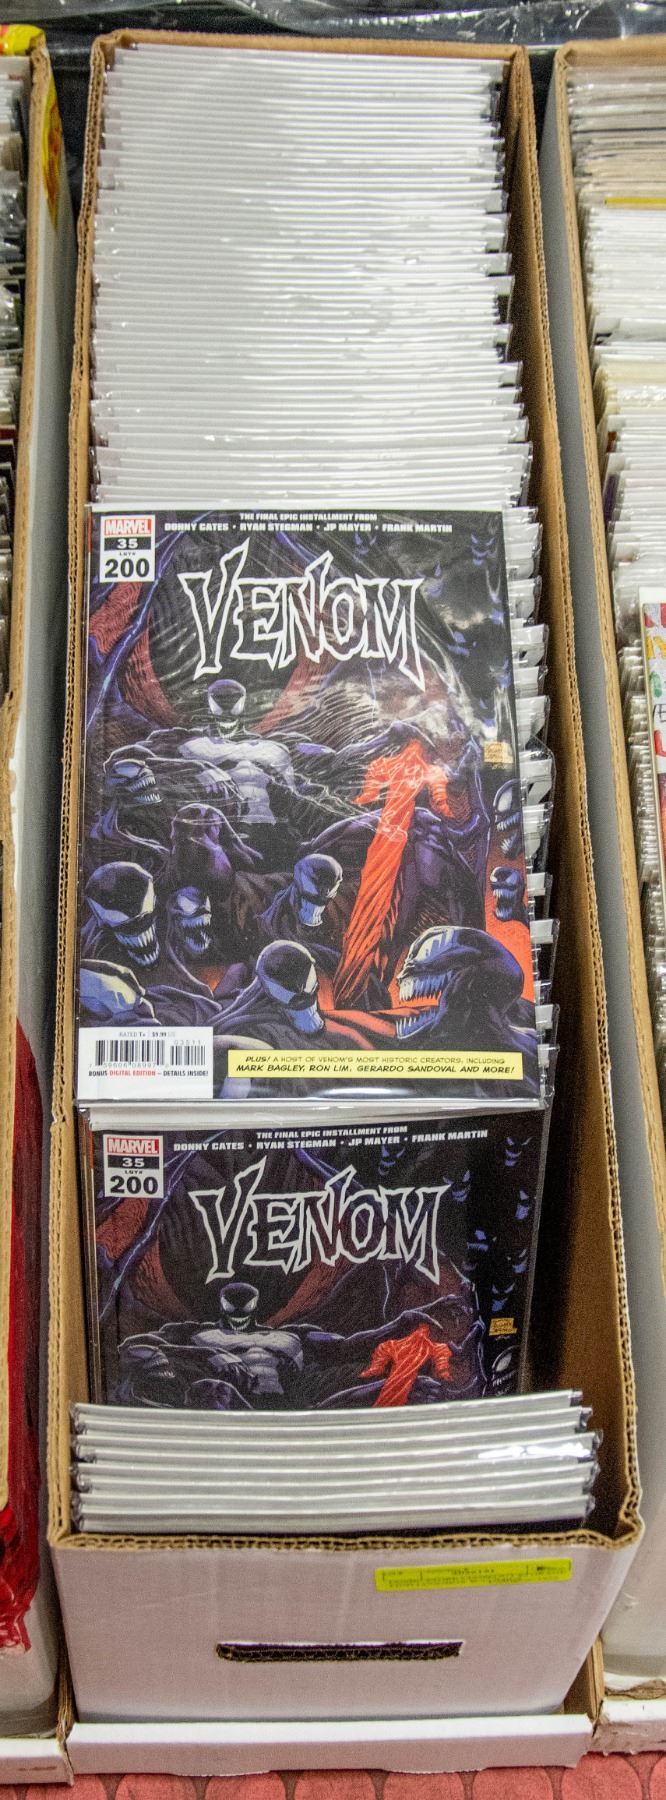 THE FINAL EPIC INSTALLMENT FROM
DONNY CATES • RYAN STEGMAN • JP MAYER • FRANK MARTIN
MARVEL
35
LGY#
200
VENOM
RATED T+ $9.99 US
03511
BONUS DIGITAL EDITION – DETAILS INSIDE!
PLUS! A HOST OF VENOM'S MOST HISTORIC CREATORS, INCLUDING
MARK BAGLEY, RON LIM, GERARDO SANDOVAL AND MORE!
THE FINAL EPIC INSTALLMENT FROM
DONNY CATES • RYAN STEGMAN • JP MAYER • FRANK MARTIN
MARVEL
35
LGY#
200
VENOM